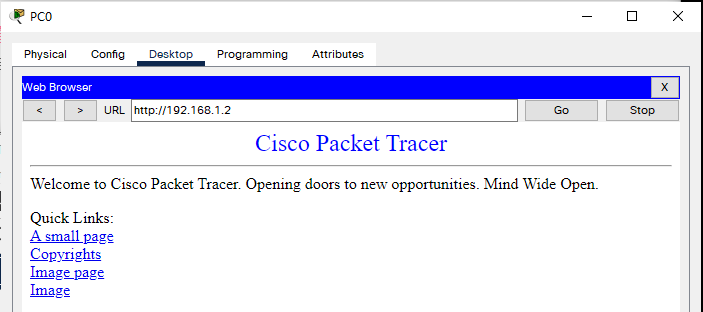 PC0
Physical Config Desktop Programming Attributes
Web Browser X
< > URL http://192.168.1.2 Go Stop
Cisco Packet Tracer
Welcome to Cisco Packet Tracer. Opening doors to new opportunities. Mind Wide Open.
Quick Links:
A small page
Copyrights
Image page
Image